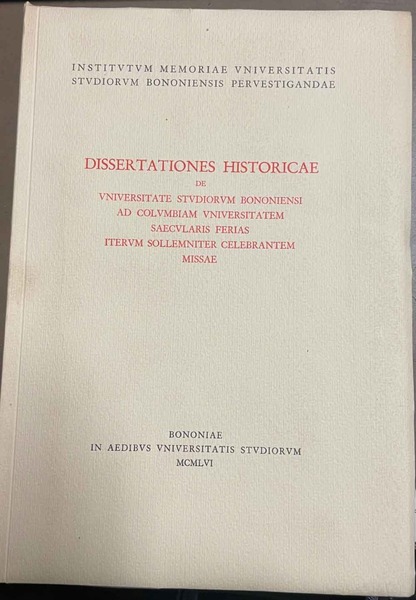 INSTITVTVM MEMORIAE VNIVERSITATIS
STVDIORVM BONONIENSIS PERVESTIGANDAE
DISSERTATIONES HISTORICAE
DE
VNIVERSITATE STVDIORVM BONONIENSI
AD COLVMBIAM VNIVERSITATEM
SAECVLARIS FERIAS
ITERVM SOLLEMNITER CELEBRANTEM
MISSAE
BONONIAE
IN AEDIBVS VNIVERSITATIS STVDIORVM
MCMLVI